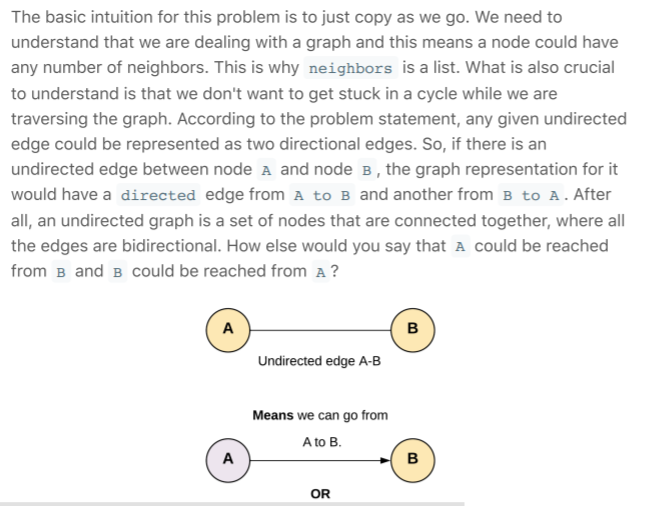 The basic intuition for this problem is to just copy as we go. We need to
understand that we are dealing with a graph and this means a node could have
any number of neighbors. This is why neighbors is a list. What is also crucial
to understand is that we don't want to get stuck in a cycle while we are
traversing the graph. According to the problem statement, any given undirected
edge could be represented as two directional edges. So, if there is an
undirected edge between node A and node B, the graph representation for it
would have a directed edge from A to B and another from B to A. After
all, an undirected graph is a set of nodes that are connected together, where all
the edges are bidirectional. How else would you say that A could be reached
from B and B could be reached from A?
A B
Undirected edge A-B
Means we can go from
A to B.
A B
OR